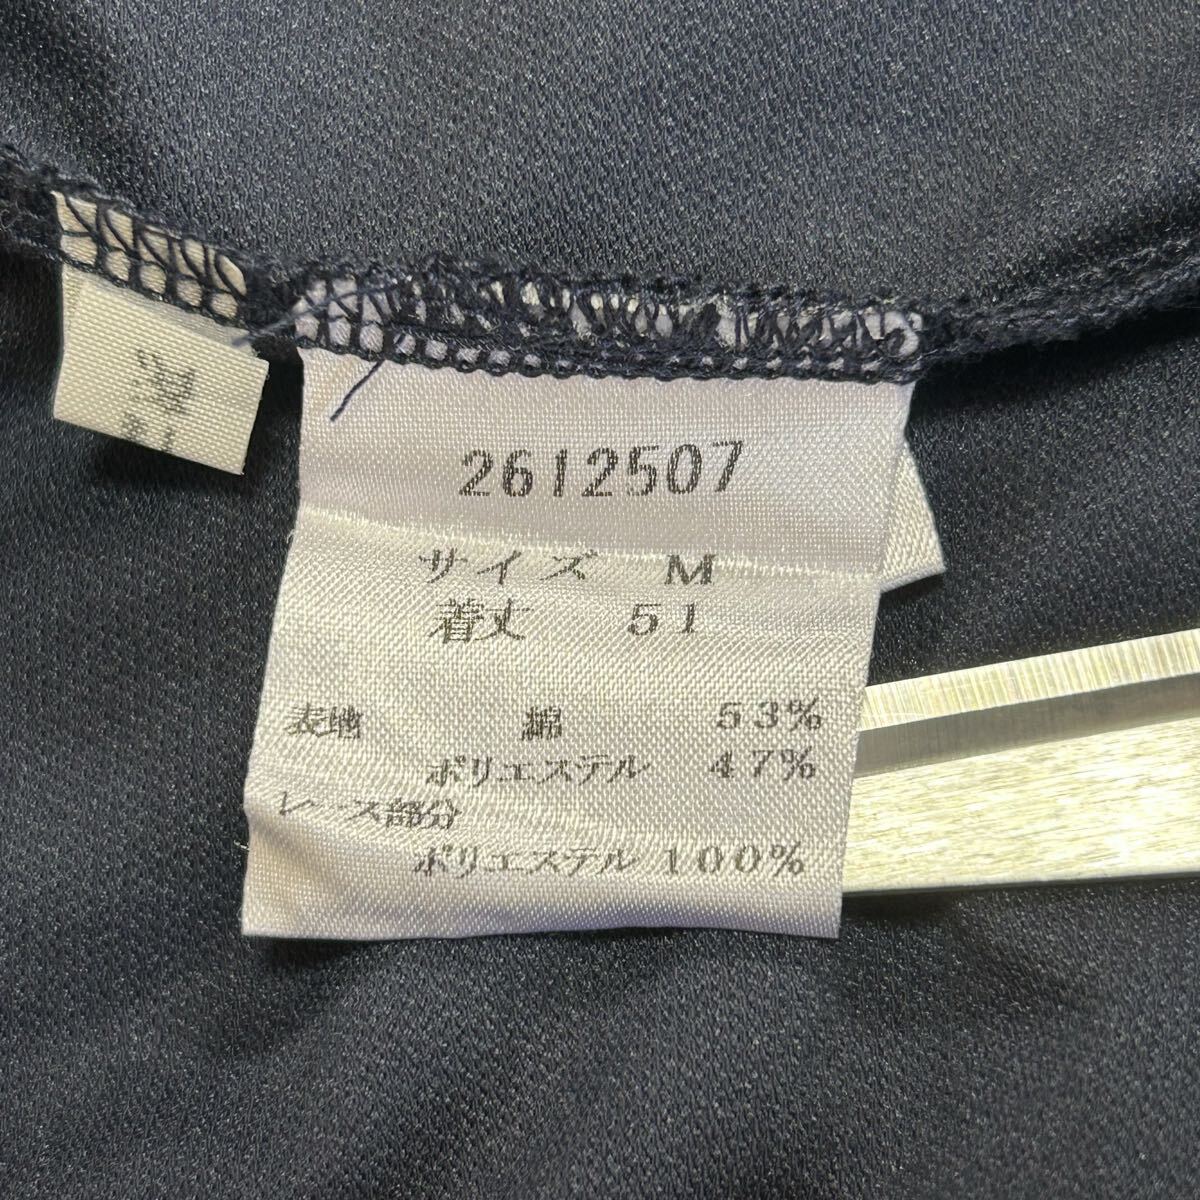 2612507
サイズ M
着丈 51
表地 綿 53%
ポリエステル 47%
レース部分
ポリエステル 100%